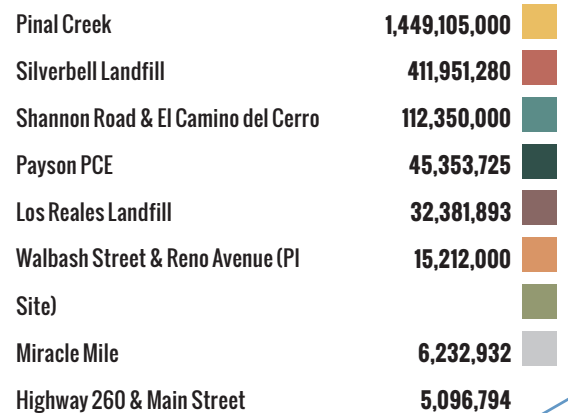 Pinal Creek 1,449,105,000
Silverbell Landfill 411,951,280
Shannon Road & El Camino del Cerro 112,350,000
Payson PCE 45,353,725
Los Reales Landfill 32,381,893
Walbash Street & Reno Avenue (PI 15,212,000
Site)
Miracle Mile 6,232,932
Highway 260 & Main Street 5,096,794